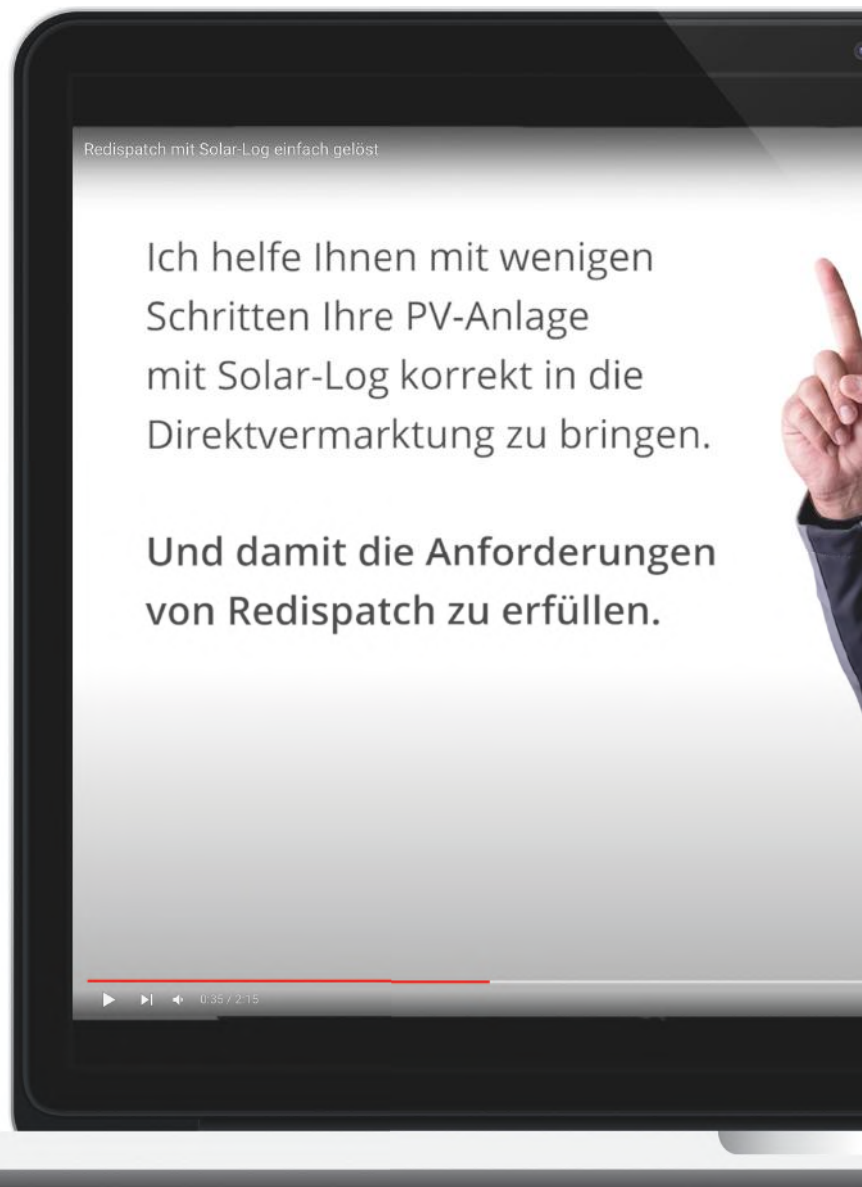 Redispatch mit Solar-Log einfach gelöst
Ich helfe Ihnen mit wenigen
Schritten Ihre PV-Anlage
mit Solar-Log korrekt in die
Direktvermarktung zu bringen.
Und damit die Anforderungen
von Redispatch zu erfüllen.
0:35 / 2:15